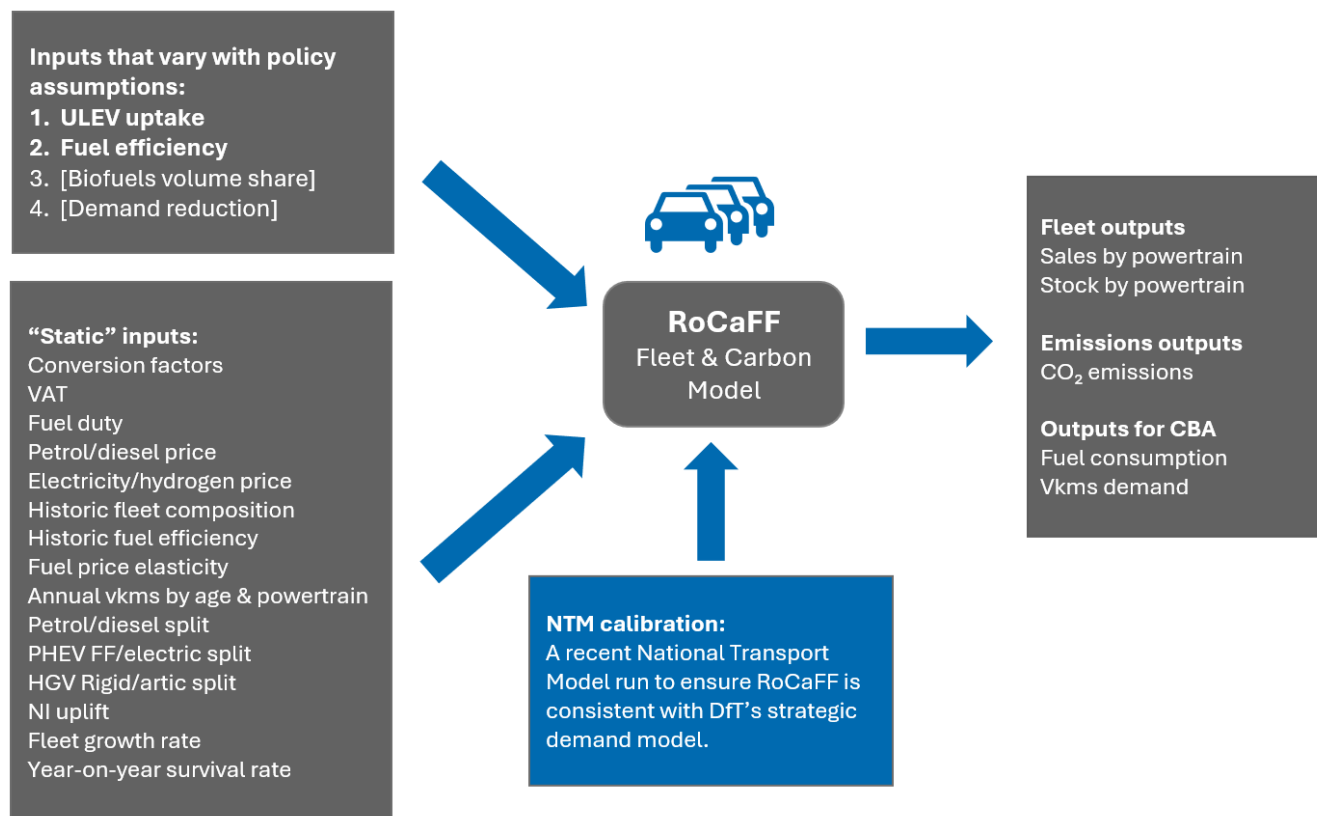 Inputs that vary with policy
assumptions:
1. ULEV uptake
2. Fuel efficiency
3. [Biofuels volume share]
4. [Demand reduction]
“Static” inputs:
Conversion factors
VAT
Fuel duty
Petrol/diesel price
Electricity/hydrogen price
Historic fleet composition
Historic fuel efficiency
Fuel price elasticity
Annual vkms by age & powertrain
Petrol/diesel split
PHEV FF/electric split
HGV Rigid/artic split
NI uplift
Fleet growth rate
Year-on-year survival rate
RoCaFF
Fleet & Carbon
Model
NTM calibration:
A recent National Transport
Model run to ensure RoCaFF is
consistent with DfT’s strategic
demand model.
Fleet outputs
Sales by powertrain
Stock by powertrain
Emissions outputs
CO₂ emissions
Outputs for CBA
Fuel consumption
Vkms demand